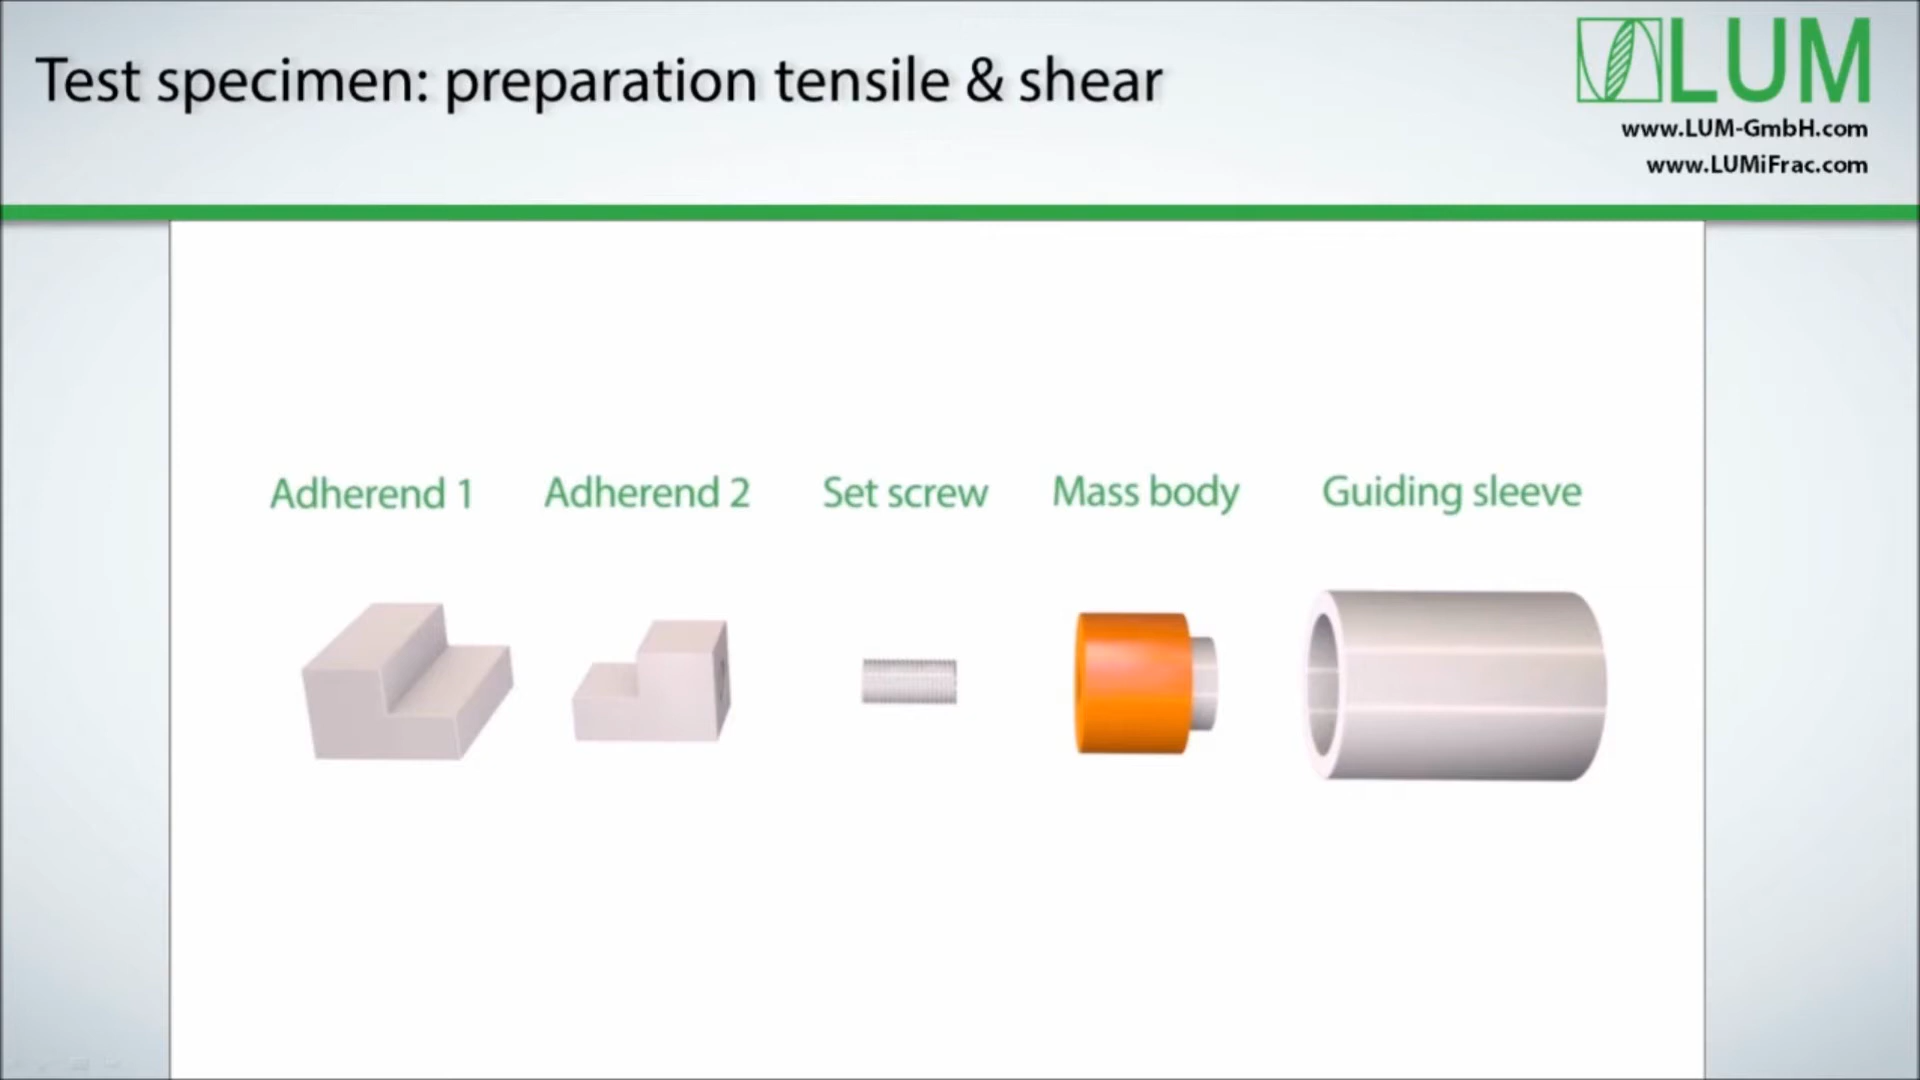 Test specimen: preparation tensile & shear
LUM
www.LUM-GmbH.com
www.LUMiFrac.com
Adherend 1
Adherend 2
Set screw
Mass body
Guiding sleeve